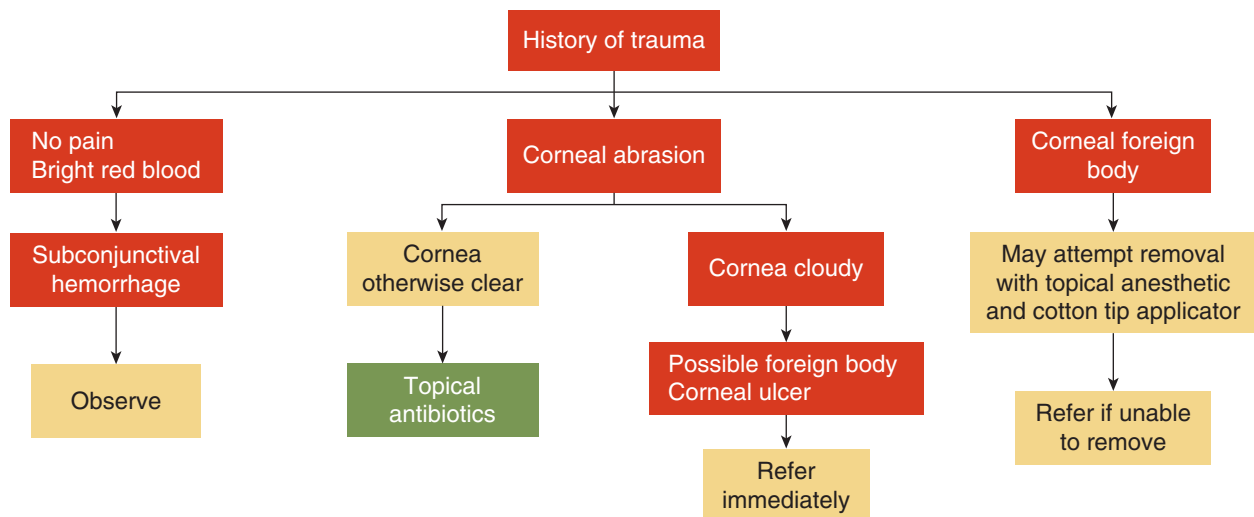 History of trauma
No pain
Bright red blood
Subconjunctival
hemorrhage
Observe
Corneal abrasion
Cornea
otherwise clear
Topical
antibiotics
Cornea cloudy
Possible foreign body
Corneal ulcer
Refer
immediately
Corneal foreign
body
May attempt removal
with topical anesthetic
and cotton tip applicator
Refer if unable
to remove